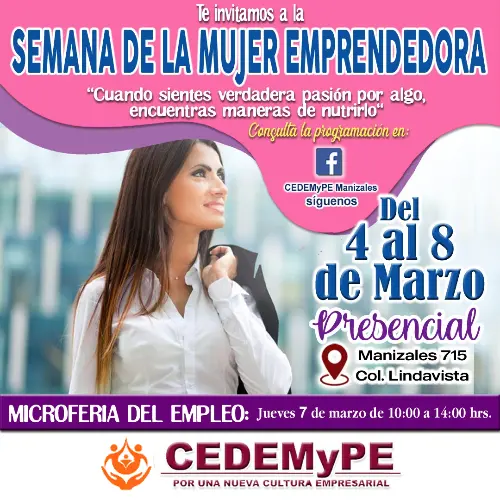 Te invitamos a la
SEMANA DE LA MUJER EMPRENDEDORA
"Cuando sientes verdadera pasión por algo,
encuentras maneras de nutrirlo"
Consulta la programación en:
f
CEDEMyPE Manizales
síguenos
Del
4 al 8
de Marzo
Presencial
Manizales 715
Col. Lindavista
MICROFERIA DEL EMPLEO: Jueves 7 de marzo de 10:00 a 14:00 hrs.
CEDEMyPE
POR UNA NUEVA CULTURA EMPRESARIAL